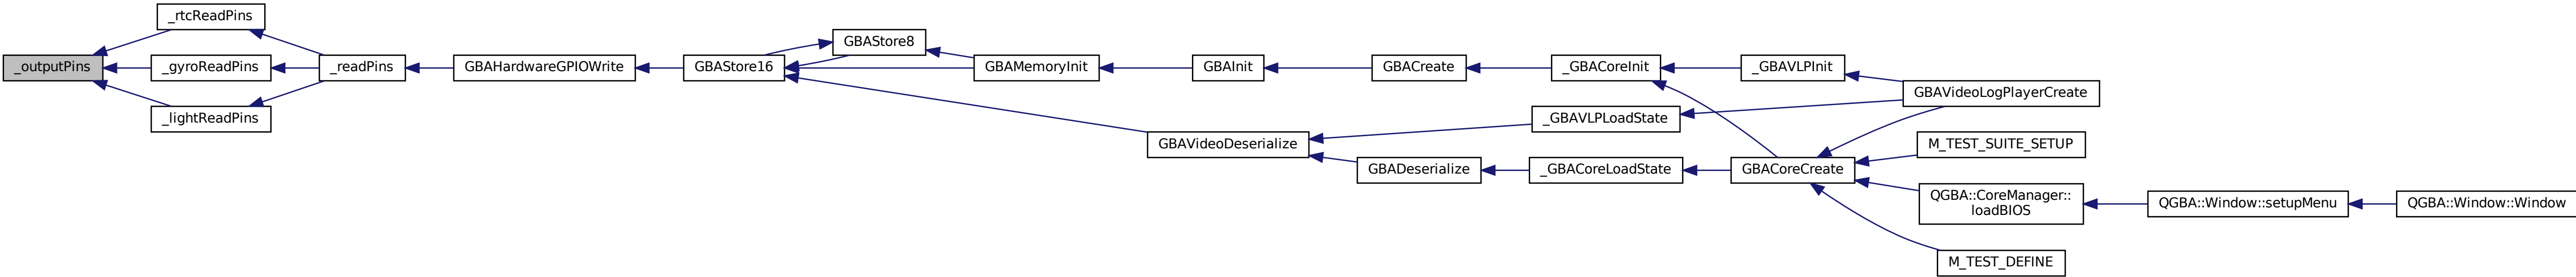 _outputPins
_rtcReadPins
_gyroReadPins
_lightReadPins
_readPins
GBAHardwareGPIOWrite
GBAStore16
GBAStore8
GBAMemoryInit
GBAVideoDeserialize
GBAInit
GBACreate
GBADeserialize
_GBACoreInit
_GBAVLPLoadState
_GBACoreLoadState
_GBAVLPInit
GBACoreCreate
GBAVideoLogPlayerCreate
M_TEST_SUITE_SETUP
QGBA::CoreManager::
loadBIOS
M_TEST_DEFINE
QGBA::Window::setupMenu
QGBA::Window::Window